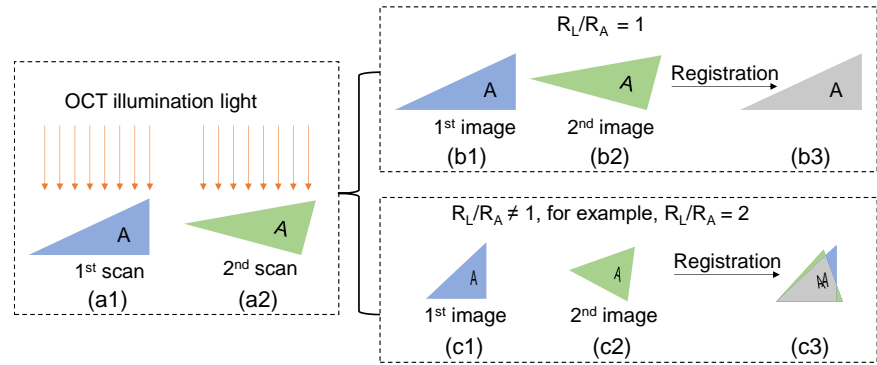 OCT illumination light
A
A
1st scan
2nd scan
(a1)
(a2)
R_L/R_A = 1
A
A
Registration
A
1st image
2nd image
(b1)
(b2)
(b3)
R_L/R_A ≠ 1, for example, R_L/R_A = 2
A
A
Registration
AA
1st image
2nd image
(c1)
(c2)
(c3)